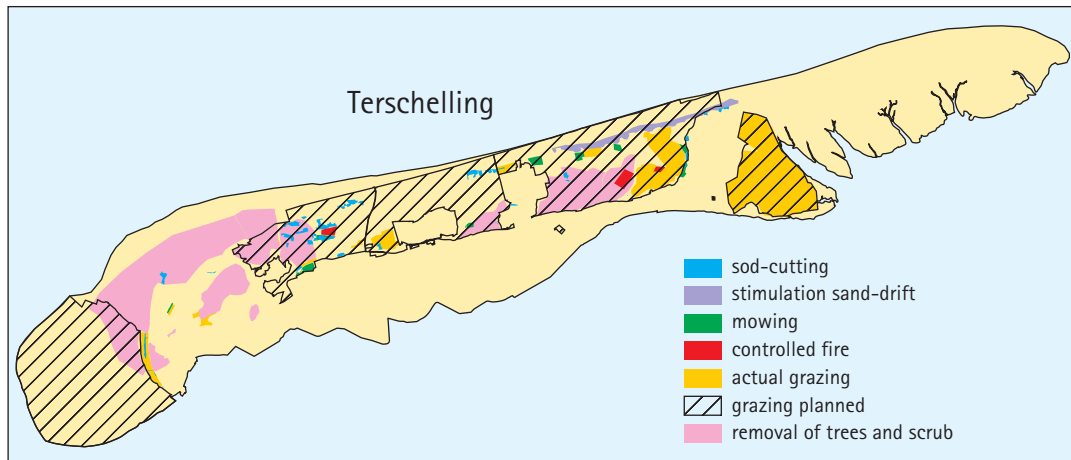 Terschelling
sod-cutting
stimulation sand-drift
mowing
controlled fire
actual grazing
grazing planned
removal of trees and scrub